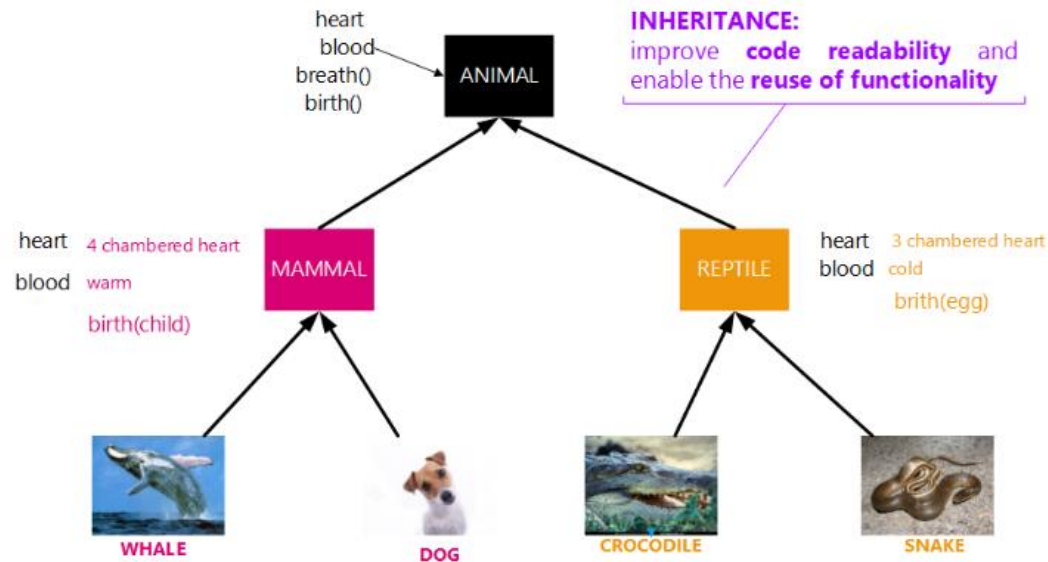 heart
blood
breath()
birth()
ANIMAL
INHERITANCE:
improve code readability and
enable the reuse of functionality
heart 4 chambered heart
blood warm
birth(child)
MAMMAL
REPTILE
heart 3 chambered heart
blood cold
brith(egg)
WHALE
DOG
CROCODILE
SNAKE